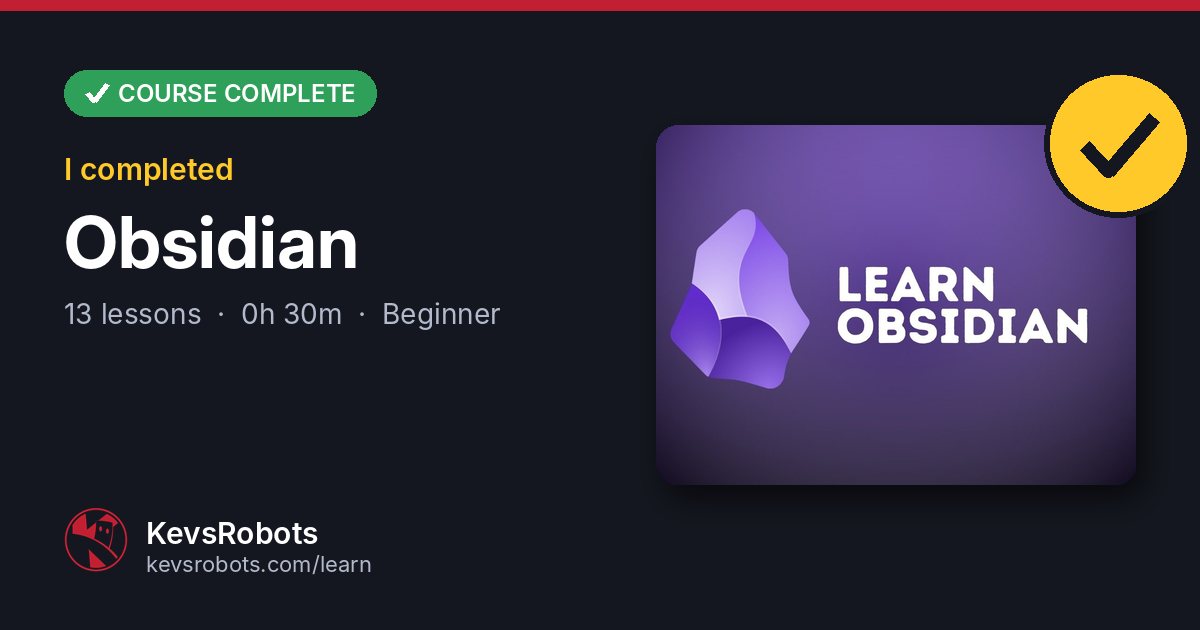 COURSE COMPLETE
I completed
Obsidian
13 lessons · 0h 30m · Beginner
LEARN
OBSIDIAN
KevsRobots
kevsrobots.com/learn